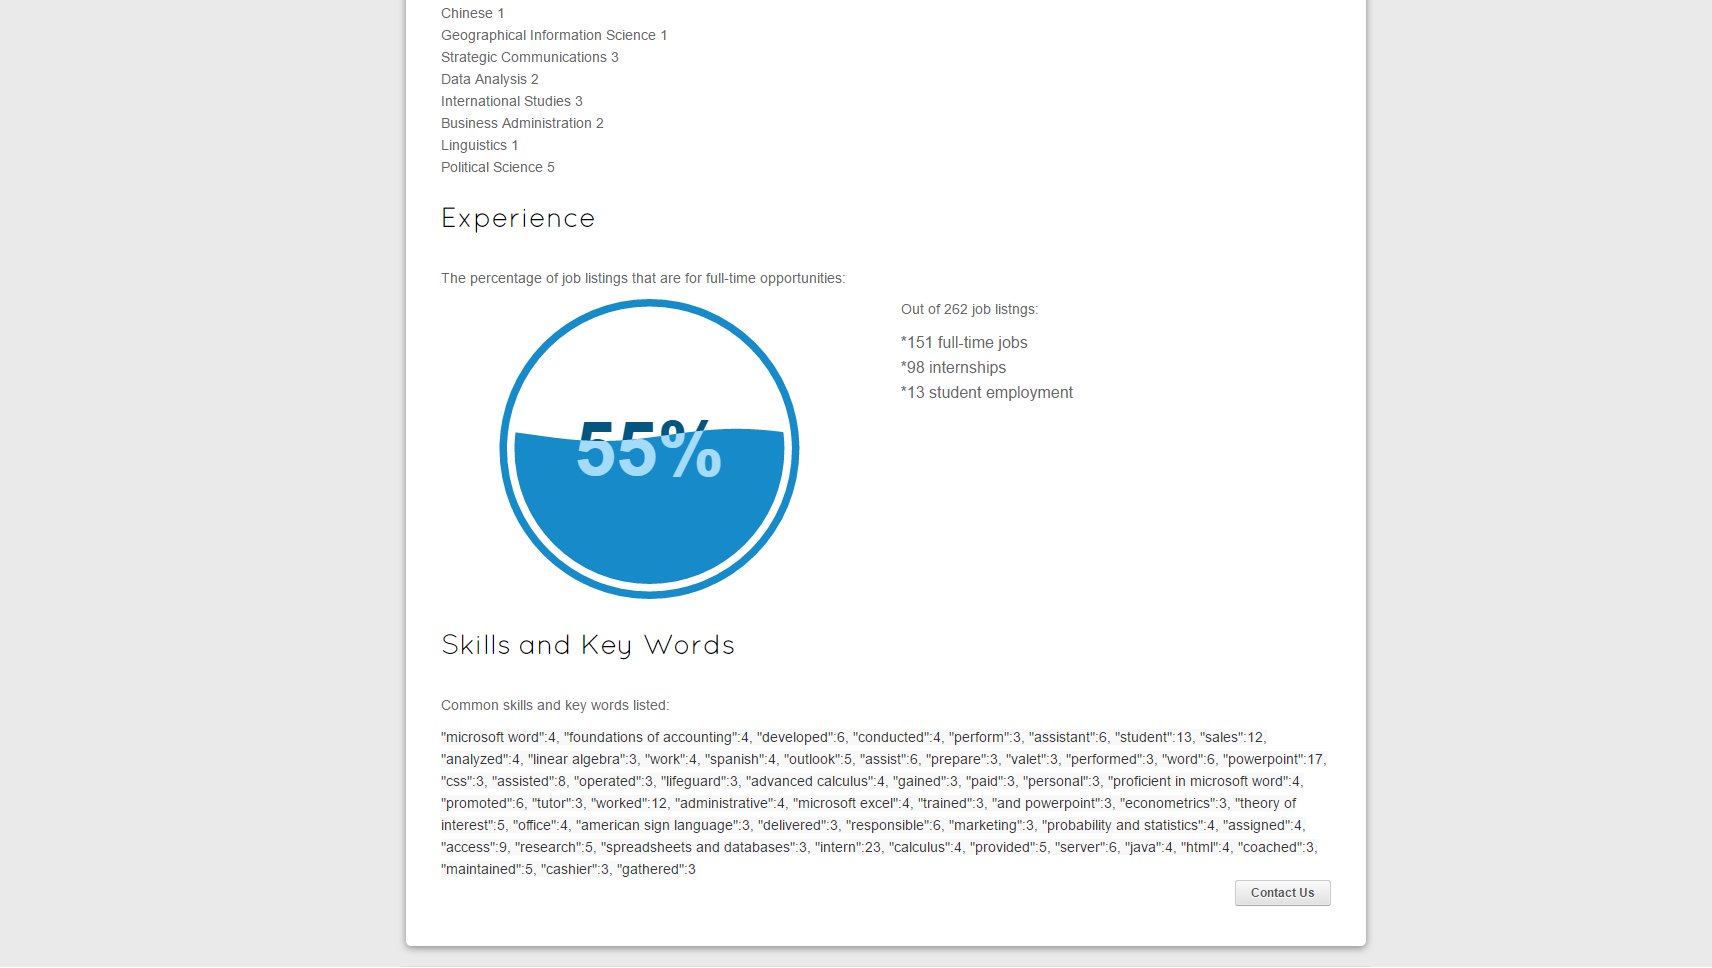 Chinese 1
Geographical Information Science 1
Strategic Communications 3
Data Analysis 2
International Studies 3
Business Administration 2
Linguistics 1
Political Science 5
Experience
The percentage of job listings that are for full-time opportunities:
55%
Out of 262 job listngs:
*151 full-time jobs
*98 internships
*13 student employment
Skills and Key Words
Common skills and key words listed:
"microsoft word":4, "foundations of accounting":4, "developed":6, "conducted":4, "perform":3, "assistant":6, "student":13, "sales":12,
"analyzed":4, "linear algebra":3, "work":4, "spanish":4, "outlook":5, "assist":6, "prepare":3, "valet":3, "performed":3, "word":6, "powerpoint":17,
"css":3, "assisted":8, "operated":3, "lifeguard":3, "advanced calculus":4, "gained":3, "paid":3, "personal":3, "proficient in microsoft word":4,
"promoted":6, "tutor":3, "worked":12, "administrative":4, "microsoft excel":4, "trained":3, "and powerpoint":3, "econometrics":3, "theory of
interest":5, "office":4, "american sign language":3, "delivered":3, "responsible":6, "marketing":3, "probability and statistics":4, "assigned":4,
"access":9, "research":5, "spreadsheets and databases":3, "intern":23, "calculus":4, "provided":5, "server":6, "java":4, "html":4, "coached":3,
"maintained":5, "cashier":3, "gathered":3
Contact Us